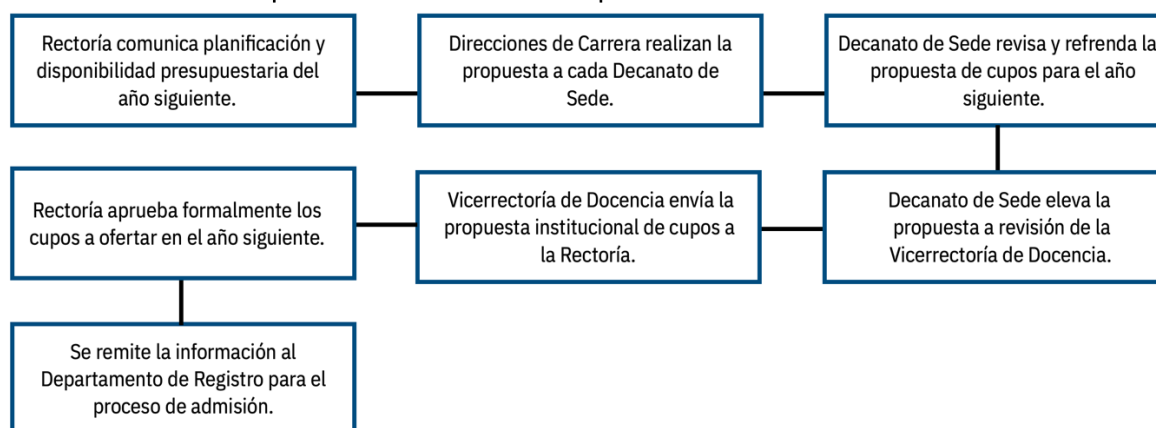 Rectoría comunica planificación y
disponibilidad presupuestaria del
año siguiente.
Direcciones de Carrera realizan la
propuesta a cada Decanato de
Sede.
Decanato de Sede revisa y refrenda la
propuesta de cupos para el año
siguiente.
Decanato de Sede eleva la
propuesta a revisión de la
Vicerrectoría de Docencia.
Vicerrectoría de Docencia envía la
propuesta institucional de cupos a
la Rectoría.
Rectoría aprueba formalmente los
cupos a ofertar en el año siguiente.
Se remite la información al
Departamento de Registro para el
proceso de admisión.